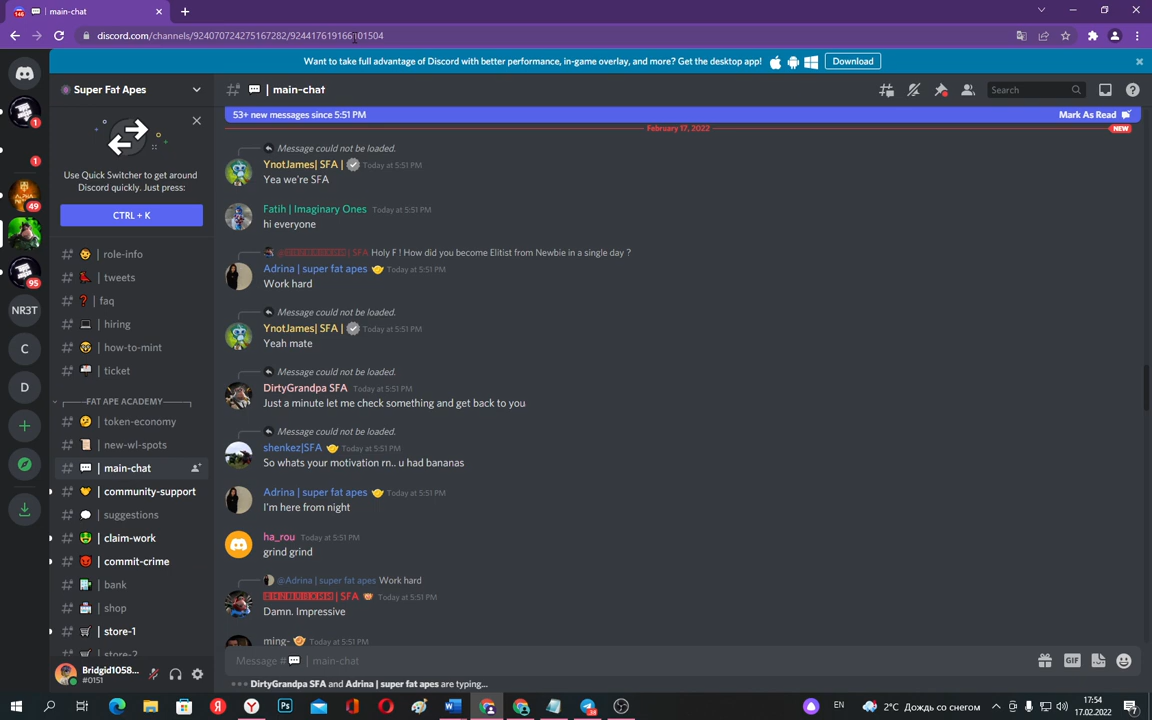 146
main-chat
discord.com/channels/924070724275167282/924417619166101504
Want to take full advantage of Discord with better performance, in-game overlay, and more? Get the desktop app!
Download
Super Fat Apes
| main-chat
Search
Use Quick Switcher to get
around Discord quickly. Just
press:
CTRL + K
| role-info
| tweets
| faq
| hiring
| how-to-mint
| ticket
FAT APE ACADEMY
| token-economy
| new-wl-spots
| main-chat
| community-support
| suggestions
| claim-work
| commit-crime
| bank
| shop
| store-1
| store-2
1
1
49
95
NR3T
C
D
Bridgid1058...
#0151
53+ new messages since 5:51 PM
Mark As Read
February 17, 2022
NEW
Message could not be loaded.
YnotJames| SFA | Today at 5:51 PM
Yea we're SFA
Fatih | Imaginary Ones Today at 5:51 PM
hi everyone
| SFA Holy F ! How did you become Elitist from Newbie in a single day ?
Adrina | super fat apes Today at 5:51 PM
Work hard
Message could not be loaded.
YnotJames| SFA | Today at 5:51 PM
Yeah mate
Message could not be loaded.
DirtyGrandpa SFA Today at 5:51 PM
Just a minute let me check something and get back to you
Message could not be loaded.
shenkez|SFA Today at 5:51 PM
So whats your motivation rn.. u had bananas
Adrina | super fat apes Today at 5:51 PM
I'm here from night
ha_rou Today at 5:51 PM
grind grind
@Adrina | super fat apes Work hard
| SFA Today at 5:51 PM
Damn. Impressive
ming- Today at 5:51 PM
Message # | main-chat
GIF
DirtyGrandpa SFA and Adrina | super fat apes are typing...
EN
2°C Дождь со снегом
17:54
17.02.2022